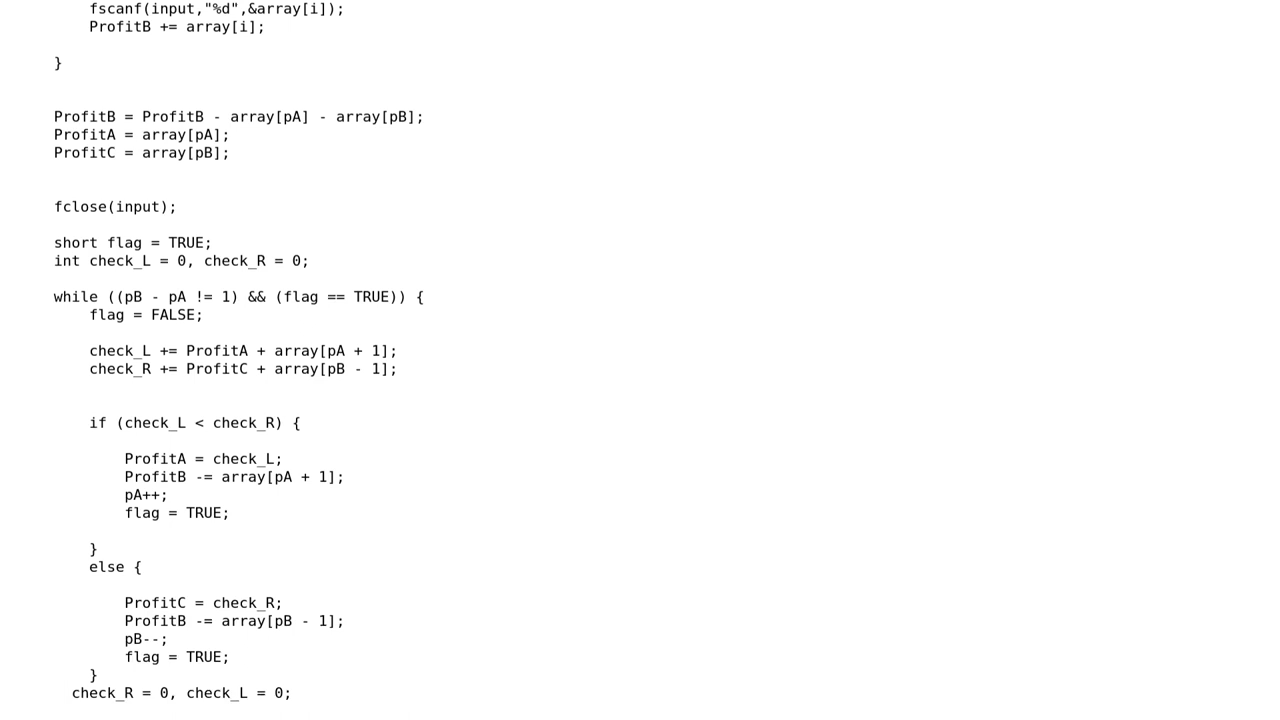 fscanf(input,"%d",&array[i]);
ProfitB += array[i];
}
ProfitB = ProfitB - array[pA] - array[pB];
ProfitA = array[pA];
ProfitC = array[pB];
fclose(input);
short flag = TRUE;
int check_L = 0, check_R = 0;
while ((pB - pA != 1) && (flag == TRUE)) {
flag = FALSE;
check_L += ProfitA + array[pA + 1];
check_R += ProfitC + array[pB - 1];
if (check_L < check_R) {
ProfitA = check_L;
ProfitB -= array[pA + 1];
pA++;
flag = TRUE;
}
else {
ProfitC = check_R;
ProfitB -= array[pB - 1];
pB--;
flag = TRUE;
}
check_R = 0, check_L = 0;